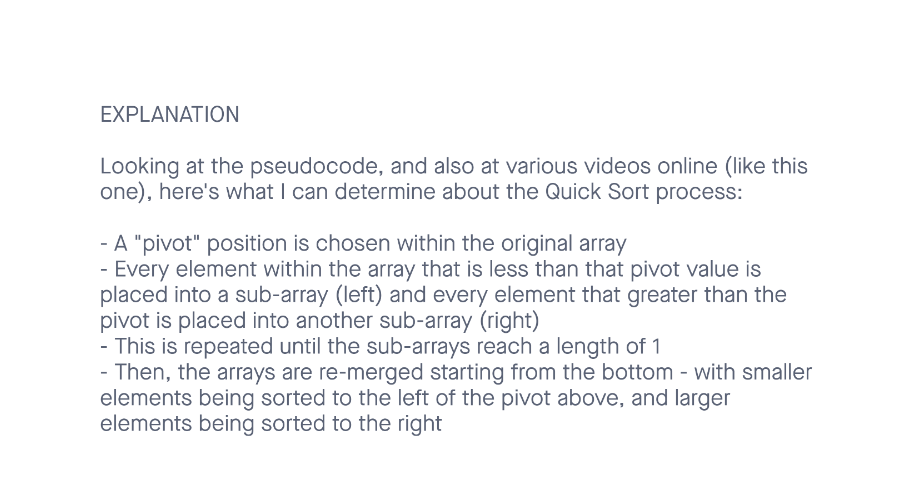 EXPLANATION
Looking at the pseudocode, and also at various videos online (like this
one), here's what I can determine about the Quick Sort process:
- A "pivot" position is chosen within the original array
- Every element within the array that is less than that pivot value is
placed into a sub-array (left) and every element that greater than the
pivot is placed into another sub-array (right)
- This is repeated until the sub-arrays reach a length of 1
- Then, the arrays are re-merged starting from the bottom - with smaller
elements being sorted to the left of the pivot above, and larger
elements being sorted to the right